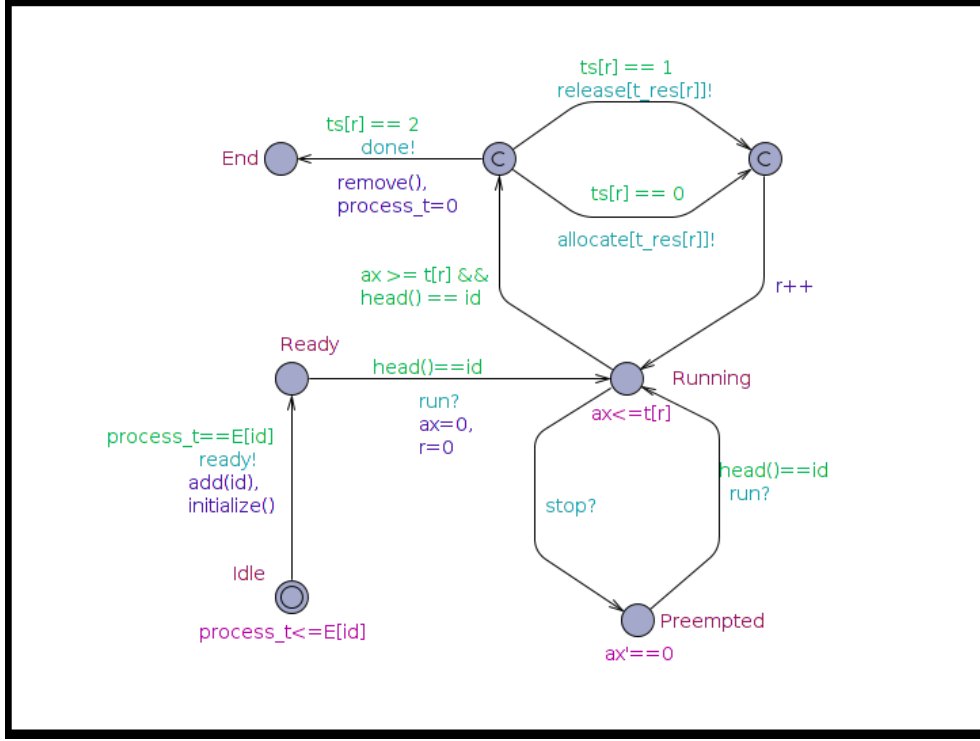 ts[r] == 1
release[t_res[r]]!
ts[r] == 2
done!
End
C
C
remove(),
process_t=0
ts[r] == 0
allocate[t_res[r]]!
ax >= t[r] &&
head() == id
r++
Ready
head()==id
Running
run?
ax=0,
r=0
ax<=t[r]
process_t==E[id]
ready!
add(id),
initialize()
head()==id
run?
stop?
Idle
process_t<=E[id]
Preempted
ax'==0